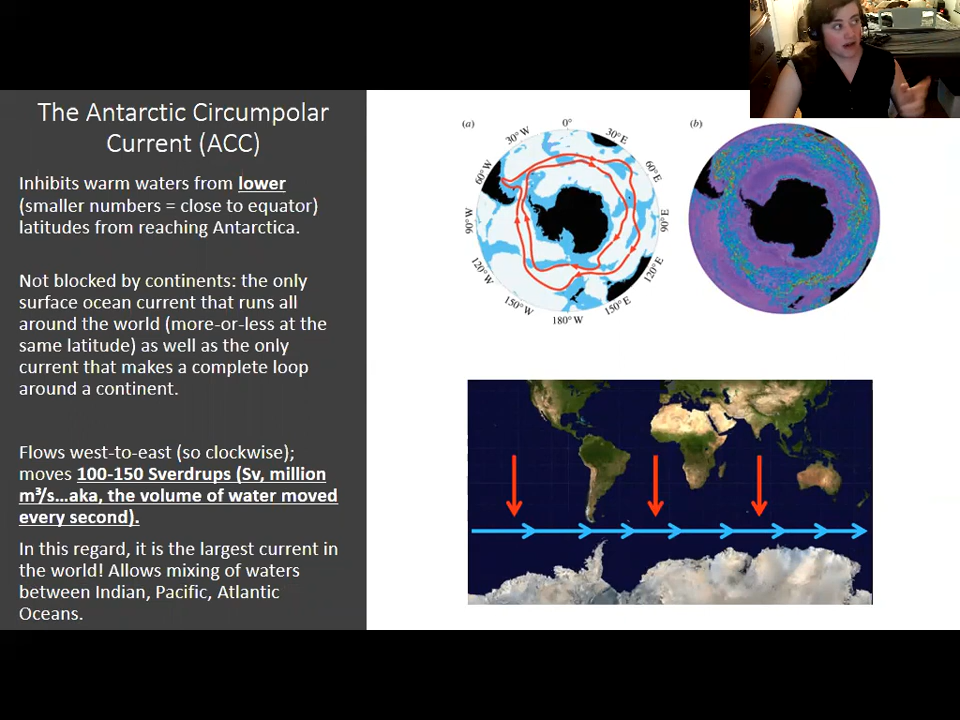 The Antarctic Circumpolar
Current (ACC)
Inhibits warm waters from lower
(smaller numbers = close to equator)
latitudes from reaching Antarctica.
Not blocked by continents: the only
surface ocean current that runs all
around the world (more-or-less at the
same latitude) as well as the only
current that makes a complete loop
around a continent.
Flows west-to-east (so clockwise);
moves 100-150 Sverdrups (Sv, million
m³/s...aka, the volume of water moved
every second).
In this regard, it is the largest current in
the world! Allows mixing of waters
between Indian, Pacific, Atlantic
Oceans.
(a)
0°
30° W
30° E
60° W
60° E
90° W
90° E
120° W
120° E
150° W
150° E
180° W
(b)